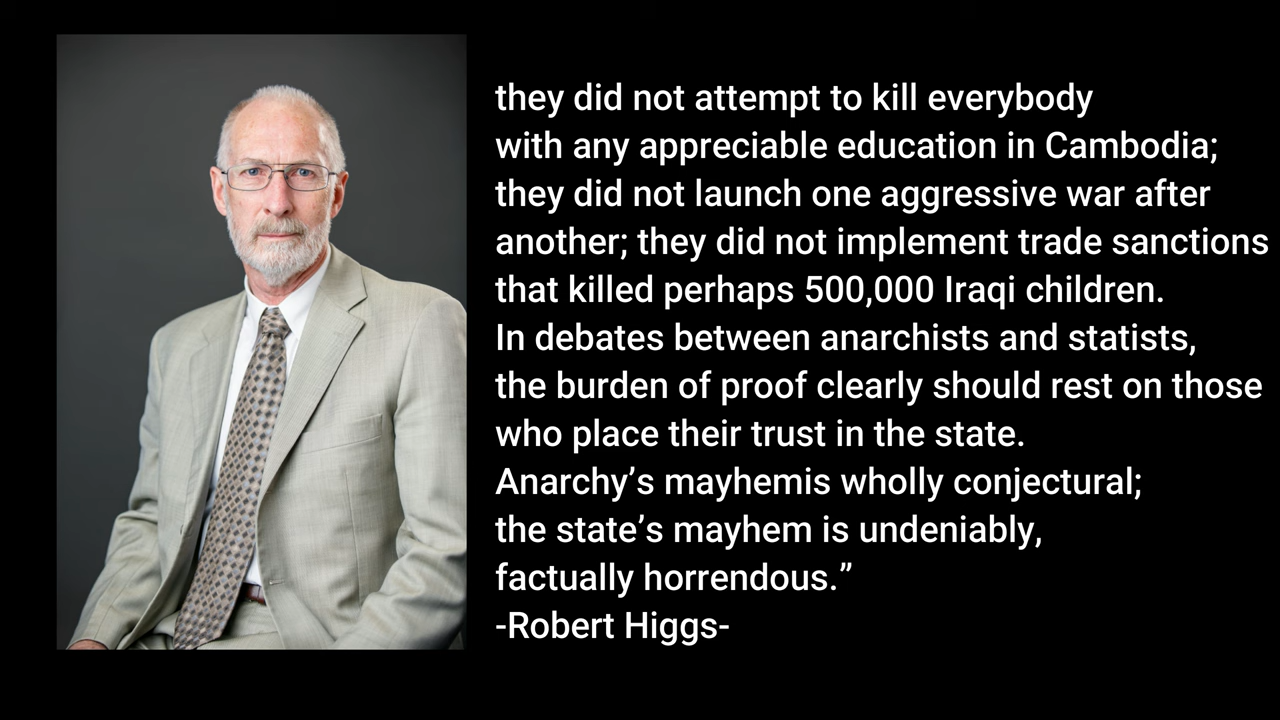 they did not attempt to kill everybody
with any appreciable education in Cambodia;
they did not launch one aggressive war after
another; they did not implement trade sanctions
that killed perhaps 500,000 Iraqi children.
In debates between anarchists and statists,
the burden of proof clearly should rest on those
who place their trust in the state.
Anarchy’s mayhemis wholly conjectural;
the state’s mayhem is undeniably,
factually horrendous.”
-Robert Higgs-